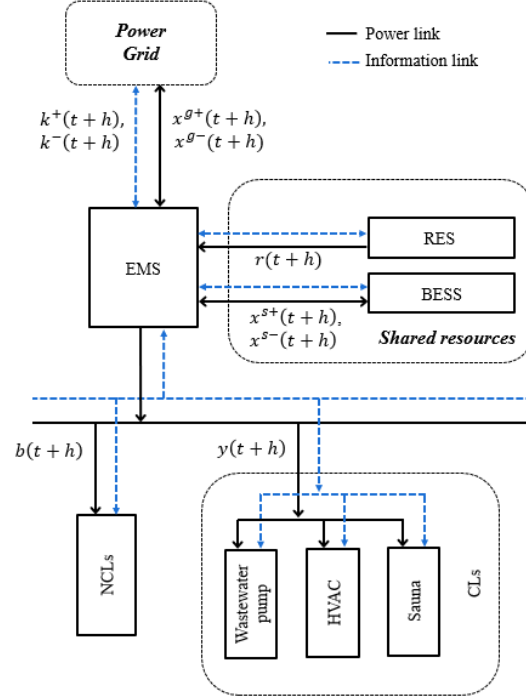 Power
Grid
Power link
Information link
k⁺(t + h),
k⁻(t + h)
x^{g+}(t + h),
x^{g−}(t + h)
EMS
RES
r(t + h)
BESS
x^{s+}(t + h),
x^{s−}(t + h)
Shared resources
b(t + h)
y(t + h)
NCLs
Wastewater
pump
HVAC
Sauna
CLs